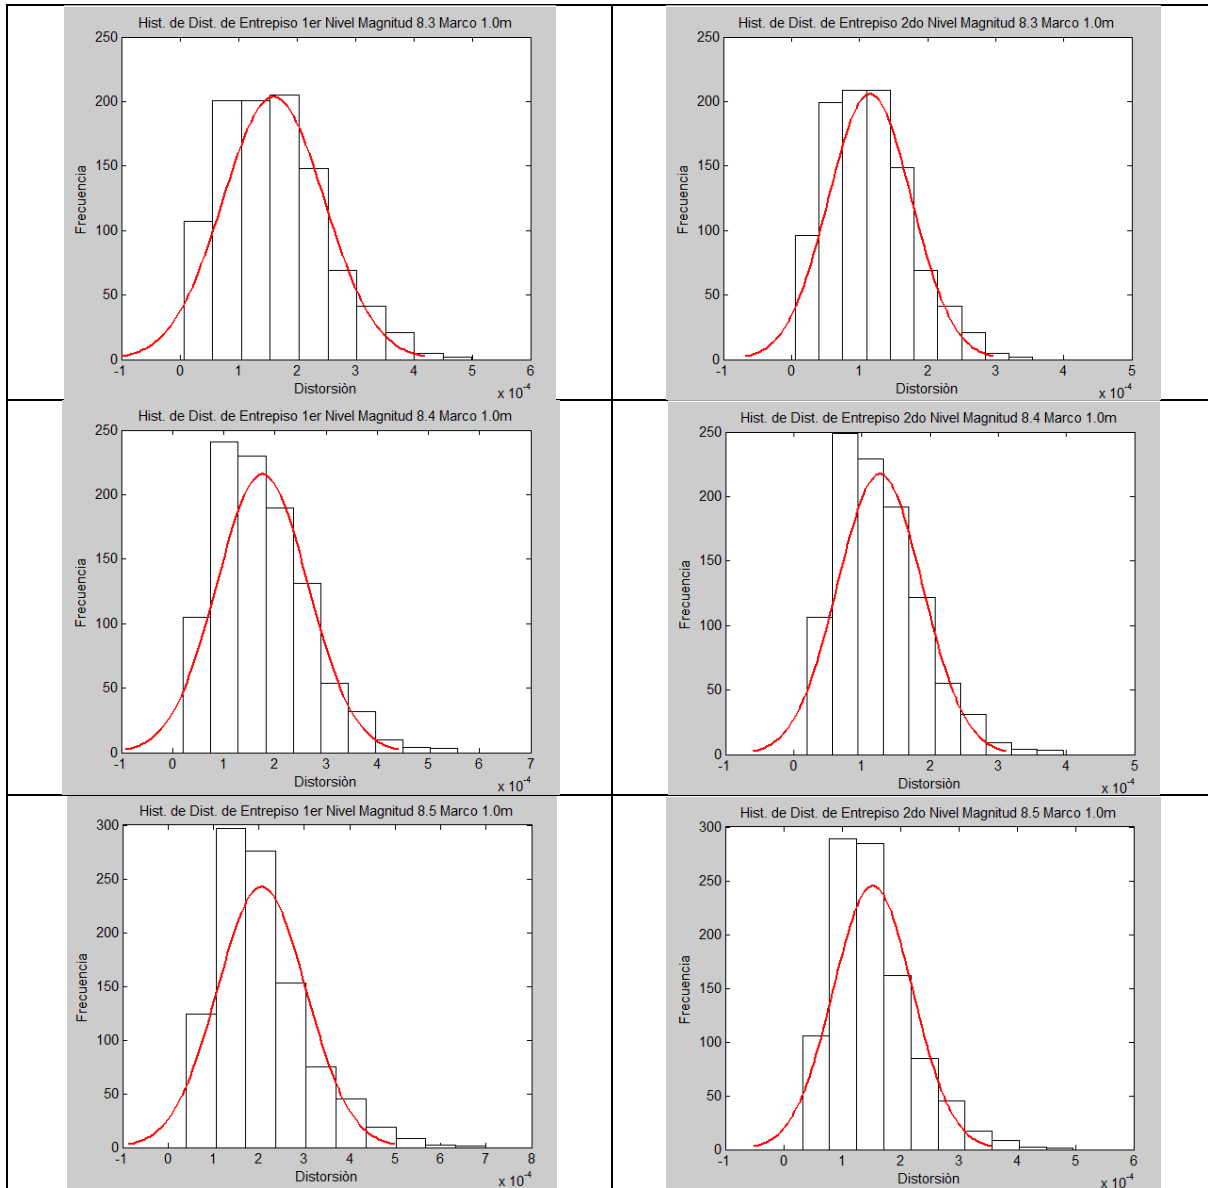 Hist. de Dist. de Entrepiso 1er Nivel Magnitud 8.3 Marco 1.0m
250
200
150
100
50
0
Frecuencia
-1 0 1 2 3 4 5 6
x 10^-4
Distorsiòn
Hist. de Dist. de Entrepiso 2do Nivel Magnitud 8.3 Marco 1.0m
250
200
150
100
50
0
Frecuencia
-1 0 1 2 3 4 5
x 10^-4
Distorsiòn
Hist. de Dist. de Entrepiso 1er Nivel Magnitud 8.4 Marco 1.0m
250
200
150
100
50
0
Frecuencia
-1 0 1 2 3 4 5 6 7
x 10^-4
Distorsiòn
Hist. de Dist. de Entrepiso 2do Nivel Magnitud 8.4 Marco 1.0m
250
200
150
100
50
0
Frecuencia
-1 0 1 2 3 4 5
x 10^-4
Distorsiòn
Hist. de Dist. de Entrepiso 1er Nivel Magnitud 8.5 Marco 1.0m
300
250
200
150
100
50
0
Frecuencia
-1 0 1 2 3 4 5 6 7 8
x 10^-4
Distorsiòn
Hist. de Dist. de Entrepiso 2do Nivel Magnitud 8.5 Marco 1.0m
300
250
200
150
100
50
0
Frecuencia
-1 0 1 2 3 4 5 6
x 10^-4
Distorsiòn